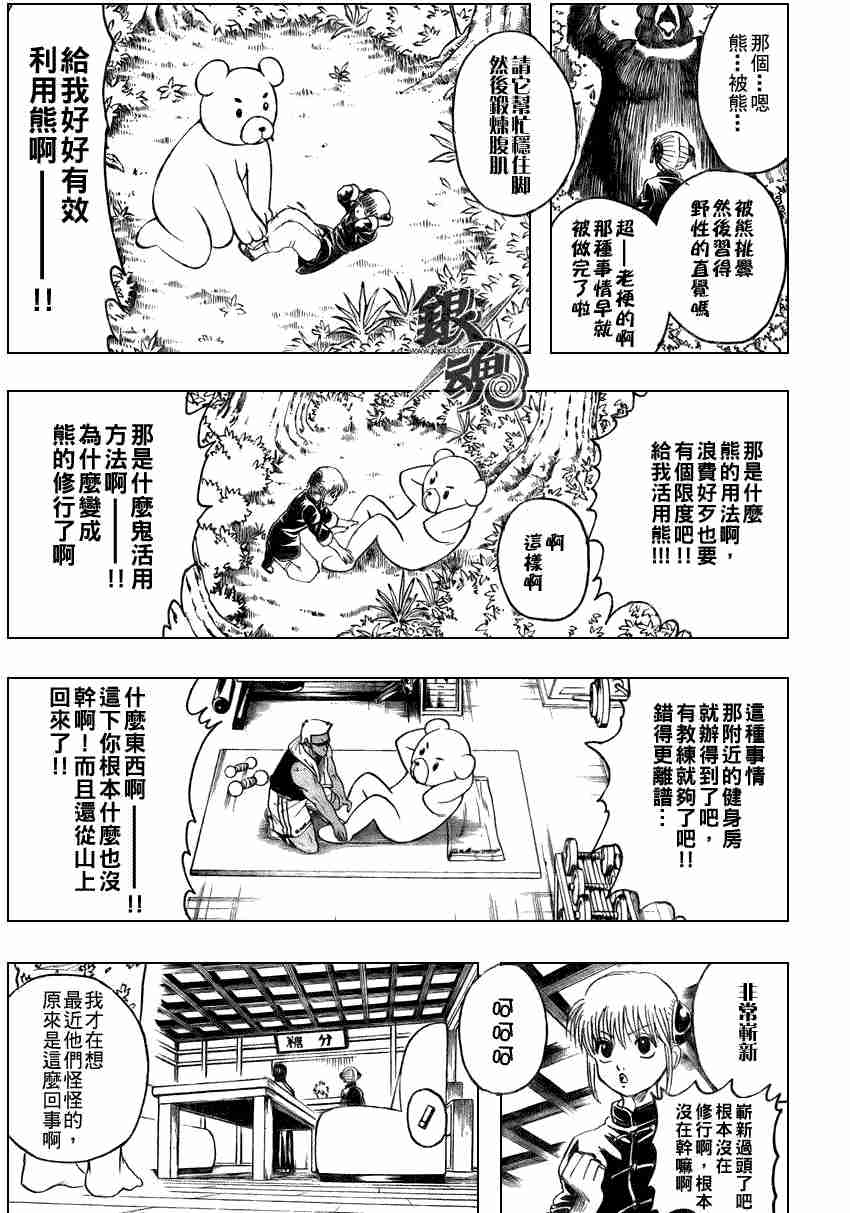 那個…嗯
熊…被熊…
被熊挑釁
然後習得
野性的直覺嗎
超─老梗的啊
那種事情早就
被做完了啦
請它幫忙穩住脚
然後鍛煉腹肌
給我好好有效
利用熊啊──!!
銀魂
那是什麼
熊的用法啊，
浪費好歹也要
有個限度吧!!
給我活用熊!!!
啊
這樣啊
那是什麼鬼活用
方法啊──!!
為什麼變成
熊的修行了啊
這種事情
那附近的健身房
就辦得到了吧，
有教練就夠了吧!!
錯得更離譜…
什麼東西啊──!!
這下你根本什麼也沒
幹啊！而且還從山上
回來了!!
非常嶄新
嶄新過頭了吧
根本沒在
修行啊，根本
沒在幹嘛啊
呵呵呵
糖分
我才在想
最近他們怪怪的，
原來是這麼回事啊